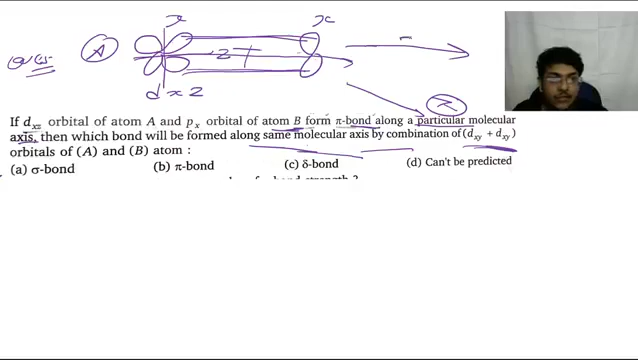 x x
Ques A z π
d x z
If d_xz orbital of atom A and p_x orbital of atom B form π-bond along a particular molecular
axis, then which bond will be formed along same molecular axis by combination of (d_xy + d_xy)
orbitals of (A) and (B) atom :
(a) σ-bond (b) π-bond (c) δ-bond (d) Can't be predicted